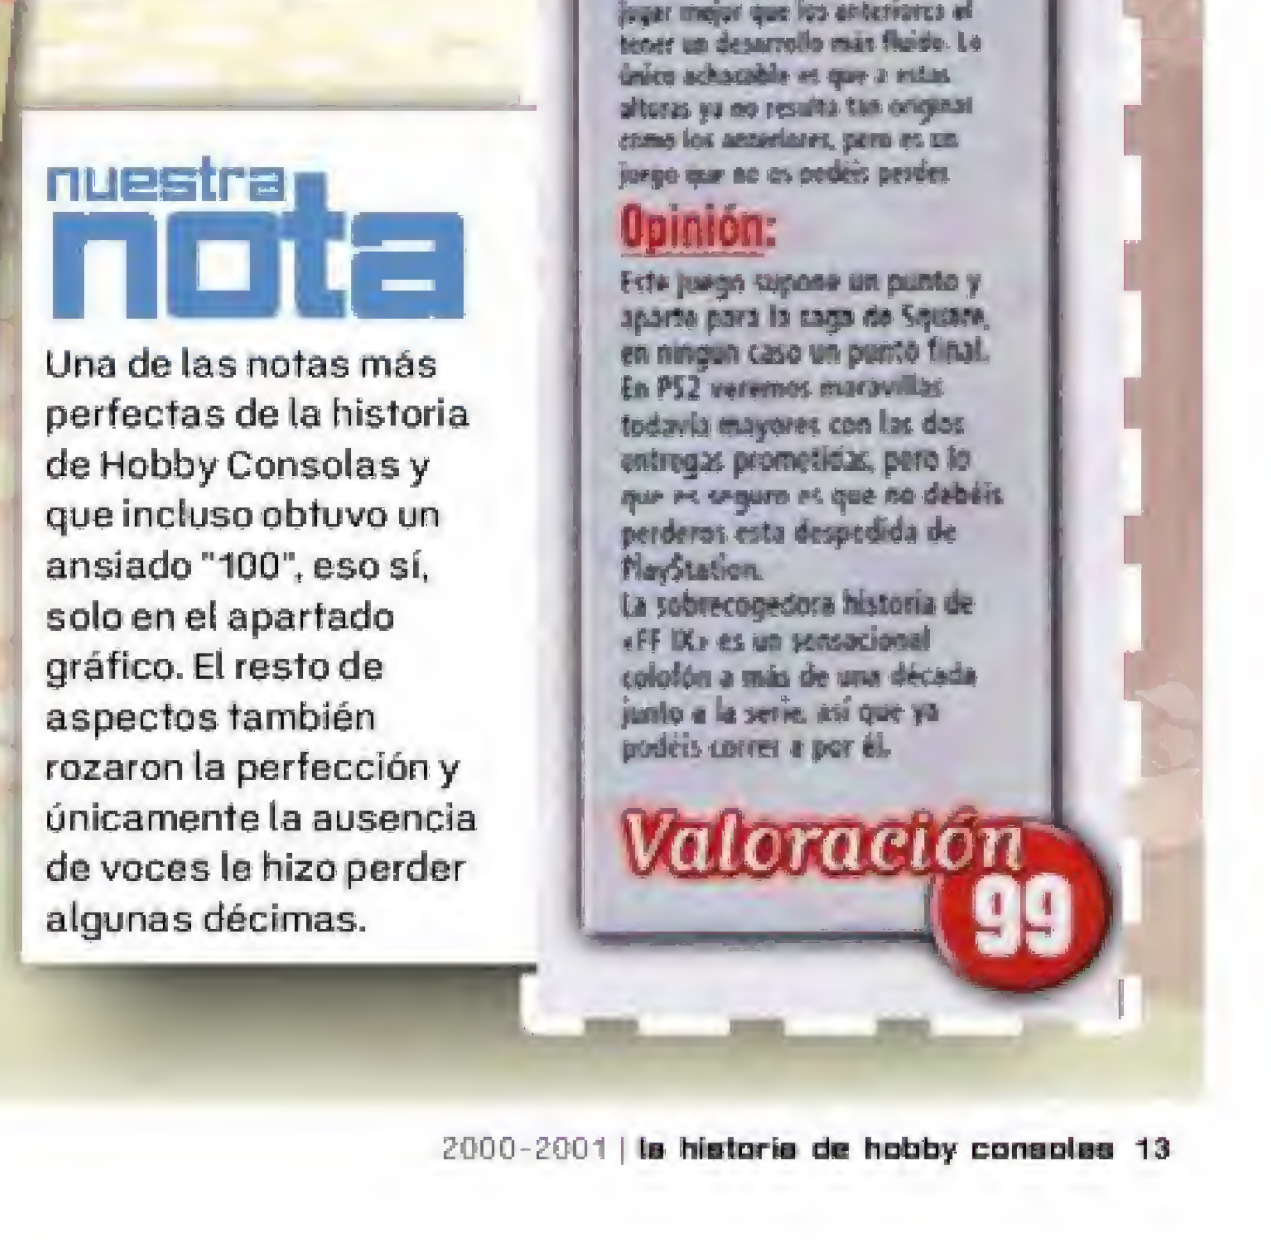 nuestra
nota
Una de las notas más
perfectas de la historia
de Hobby Consolas y
que incluso obtuvo un
ansiado "100", eso sí,
solo en el apartado
gráfico. El resto de
aspectos también
rozaron la perfección y
únicamente la ausencia
de voces le hizo perder
algunas décimas.
jugar mejor que los anteriores al
tener un desarrollo más fluido. Lo
único achacable es que a estas
alturas ya no resulta tan original
como los anteriores, pero es un
juego que no os podéis perder.
Opinión:
Este juego supone un punto y
aparte para la saga de Square,
en ningun caso un punto final.
En PS2 veremos maravillas
todavía mayores con las dos
entregas prometidas, pero lo
que es seguro es que no debéis
perderos esta despedida de
PlayStation.
La sobrecogedora historia de
«FF IX» es un sensacional
colofón a más de una década
junto a la serie, así que ya
podéis correr a por él.
Valoración
99
2000-2001 | la historia de hobby consolas 13